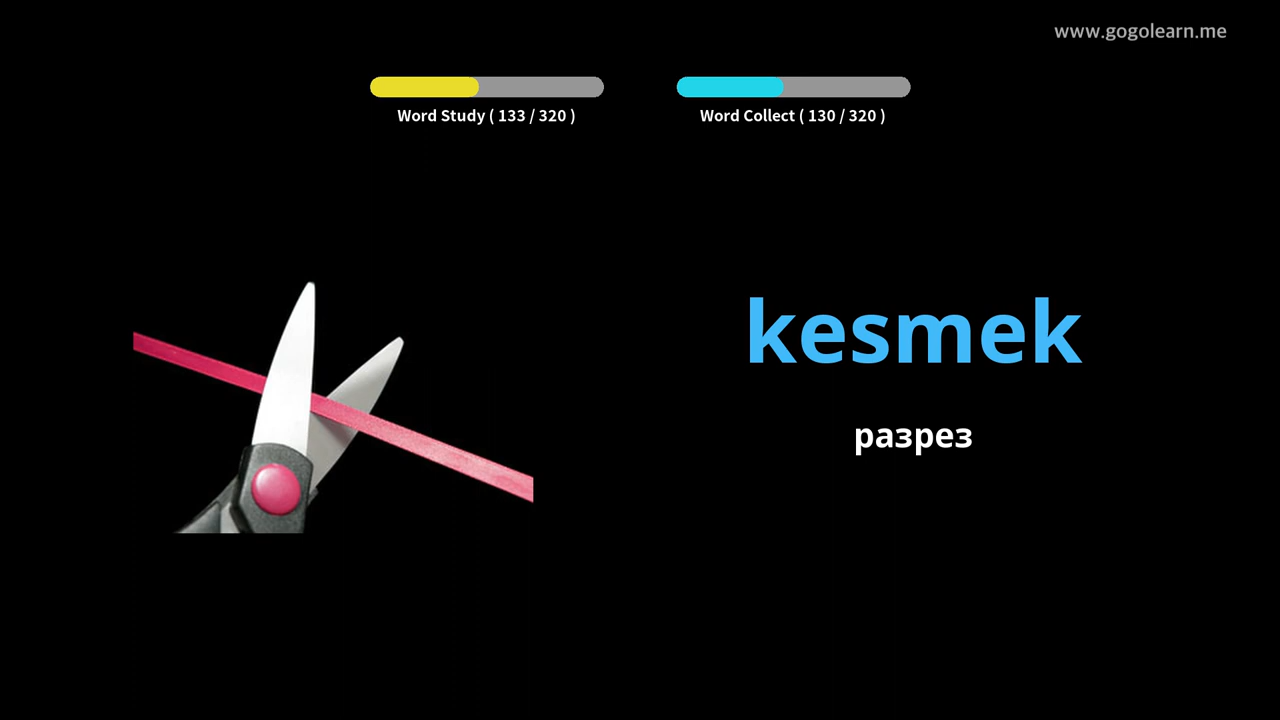 www.gogolearn.me
Word Study ( 133 / 320 )
Word Collect ( 130 / 320 )
kesmek
разрез